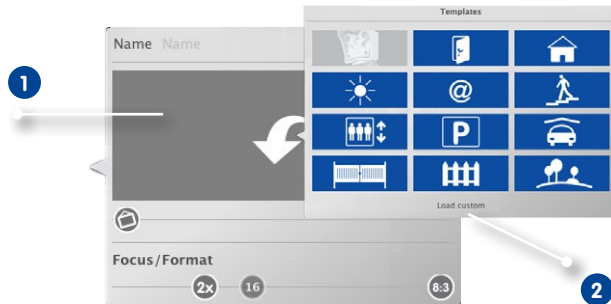 Templates
Name Name
1
@
P
Load custom
Focus/Format
2x 16 8:3
2